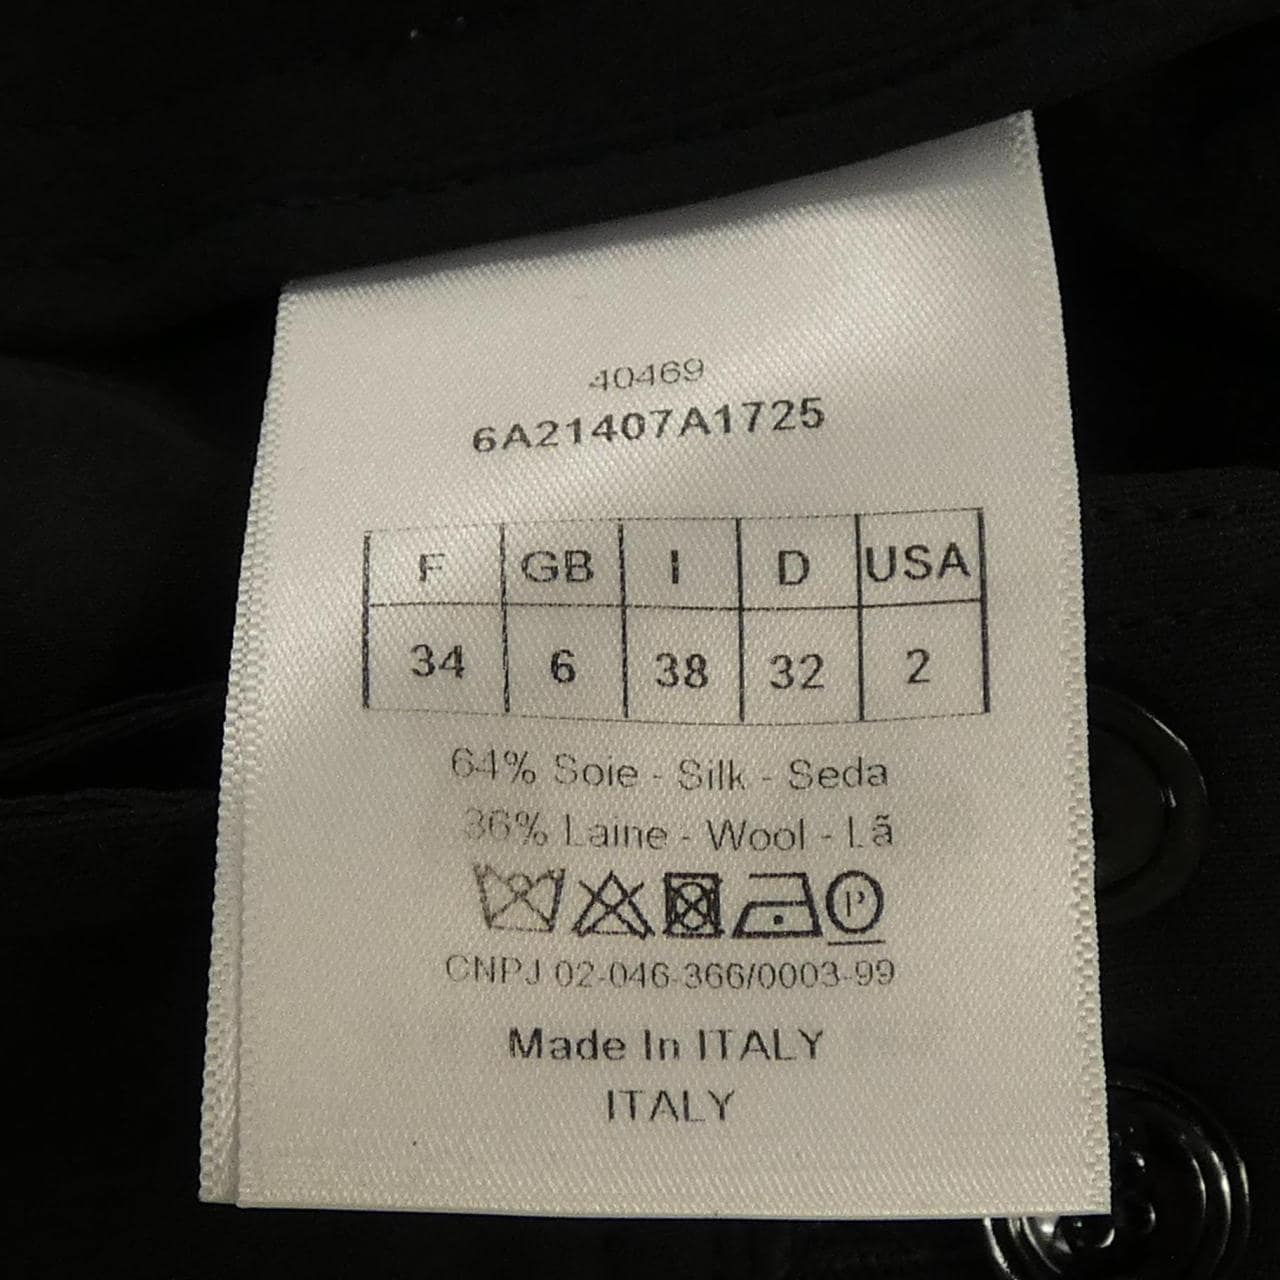 40469
6A21407A1725
F GB I D USA
34 6 38 32 2
64% Soie - Silk - Seda
36% Laine - Wool - Lã
P
CNPJ 02-046-366/0003-99
Made In ITALY
ITALY